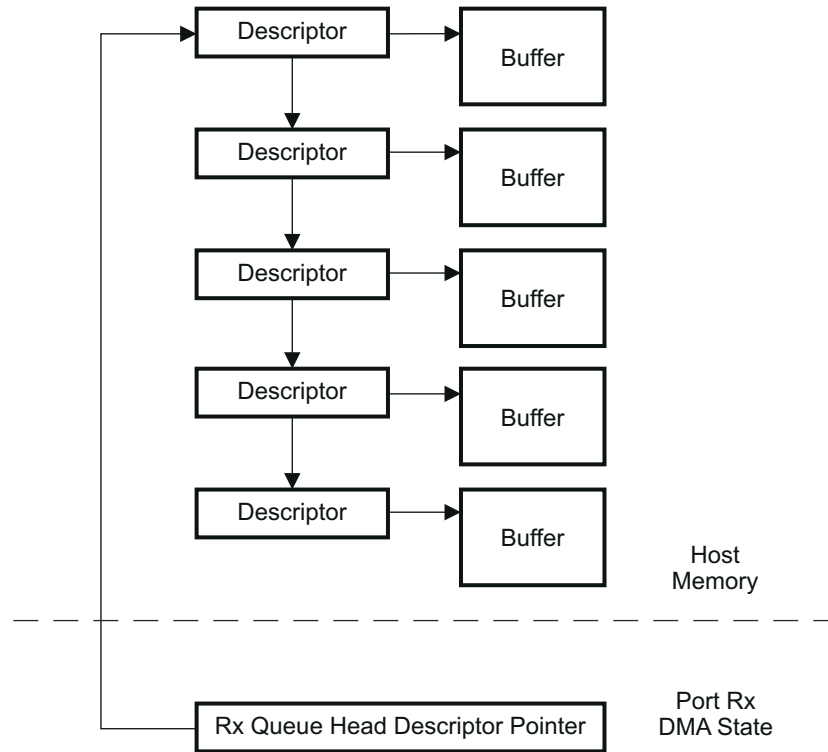 Descriptor
Buffer
Descriptor
Buffer
Descriptor
Buffer
Descriptor
Buffer
Descriptor
Buffer
Host
Memory
Port Rx
DMA State
Rx Queue Head Descriptor Pointer